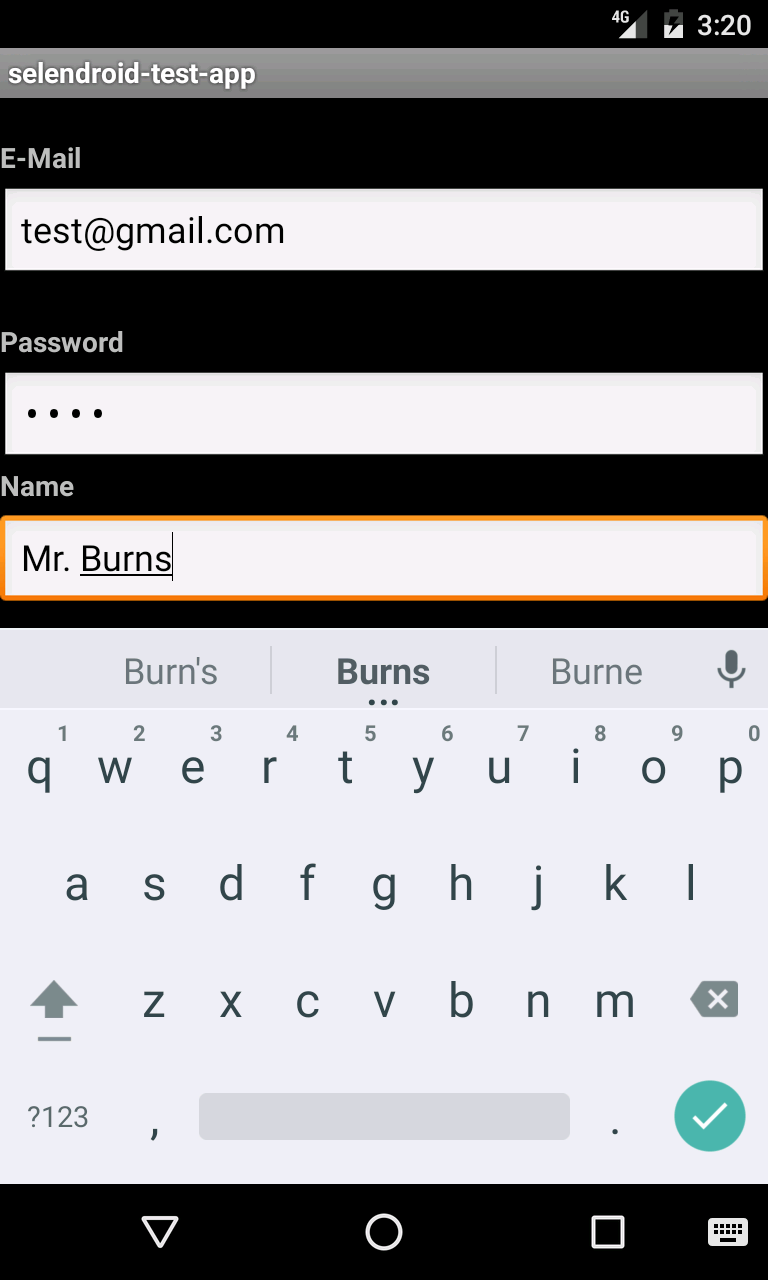 4G 3:20
selendroid-test-app
E-Mail
test@gmail.com
Password
••••
Name
Mr. Burns
Burn's Burns Burne
1 2 3 4 5 6 7 8 9 0
q w e r t y u i o p
a s d f g h j k l
z x c v b n m
?123 , .